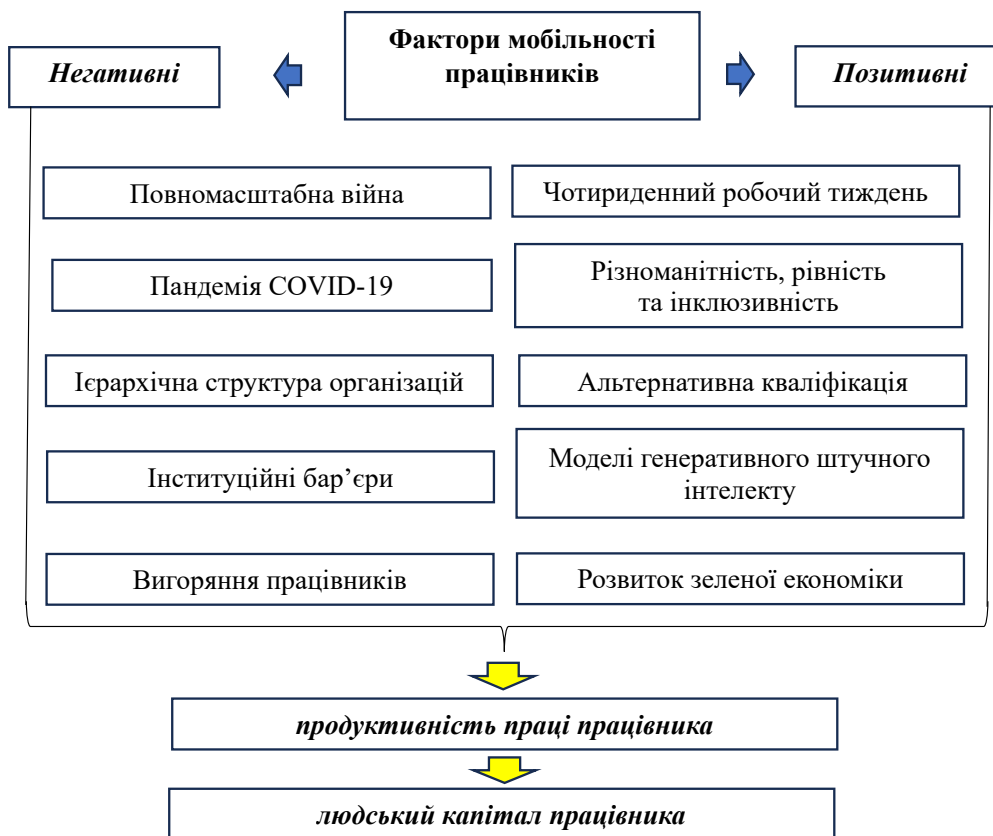 Фактори мобільності
працівників
Негативні
Позитивні
Повномасштабна війна
Чотириденний робочий тиждень
Пандемія COVID-19
Різноманітність, рівність
та інклюзивність
Ієрархічна структура організацій
Альтернативна кваліфікація
Інституційні бар’єри
Моделі генеративного штучного
інтелекту
Вигоряння працівників
Розвиток зеленої економіки
продуктивність праці працівника
людський капітал працівника